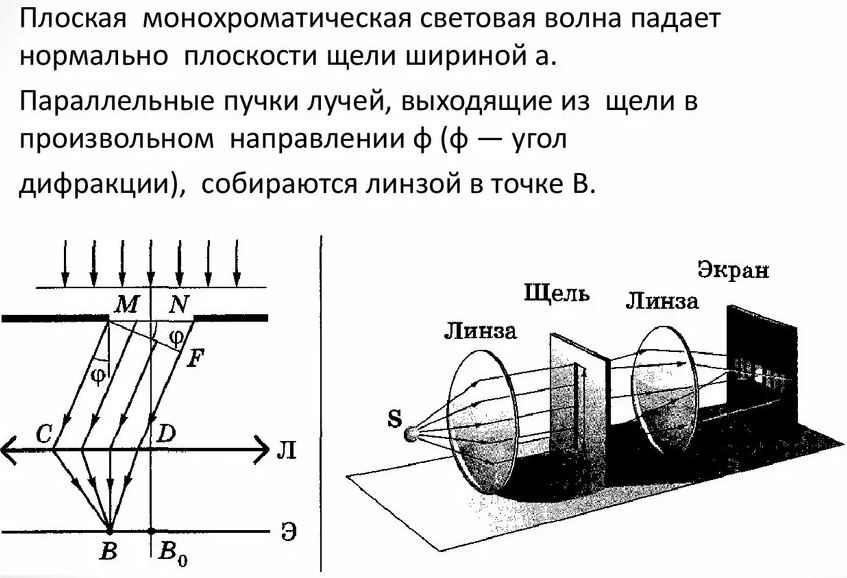 Плоская монохроматическая световая волна падает
нормально плоскости щели шириной а.
Параллельные пучки лучей, выходящие из щели в
произвольном направлении ф (ф — угол
дифракции), собираются линзой в точке В.
M N
φ
F
φ
C D
Л
Э
B B₀
Экран
Щель
Линза
Линза
S